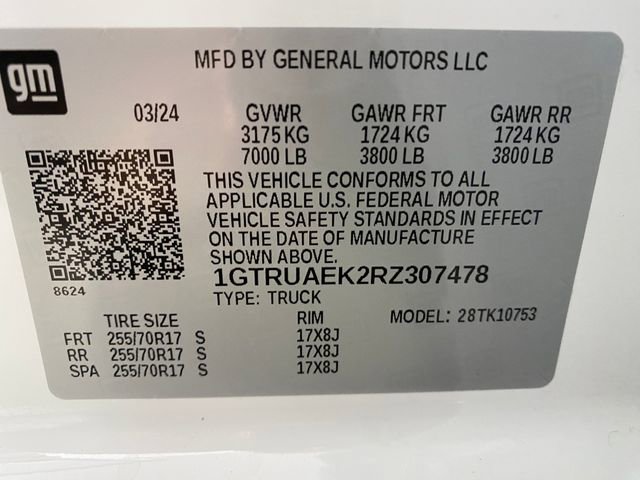 gm
MFD BY GENERAL MOTORS LLC
03/24 GVWR GAWR FRT GAWR RR
3175 KG 1724 KG 1724 KG
7000 LB 3800 LB 3800 LB
THIS VEHICLE CONFORMS TO ALL
APPLICABLE U.S. FEDERAL MOTOR
VEHICLE SAFETY STANDARDS IN EFFECT
ON THE DATE OF MANUFACTURE
SHOWN ABOVE.
8624
1GTRUAEK2RZ307478
TYPE: TRUCK
TIRE SIZE RIM MODEL: 28TK10753
FRT 255/70R17 S 17X8J
RR 255/70R17 S 17X8J
SPA 255/70R17 S 17X8J